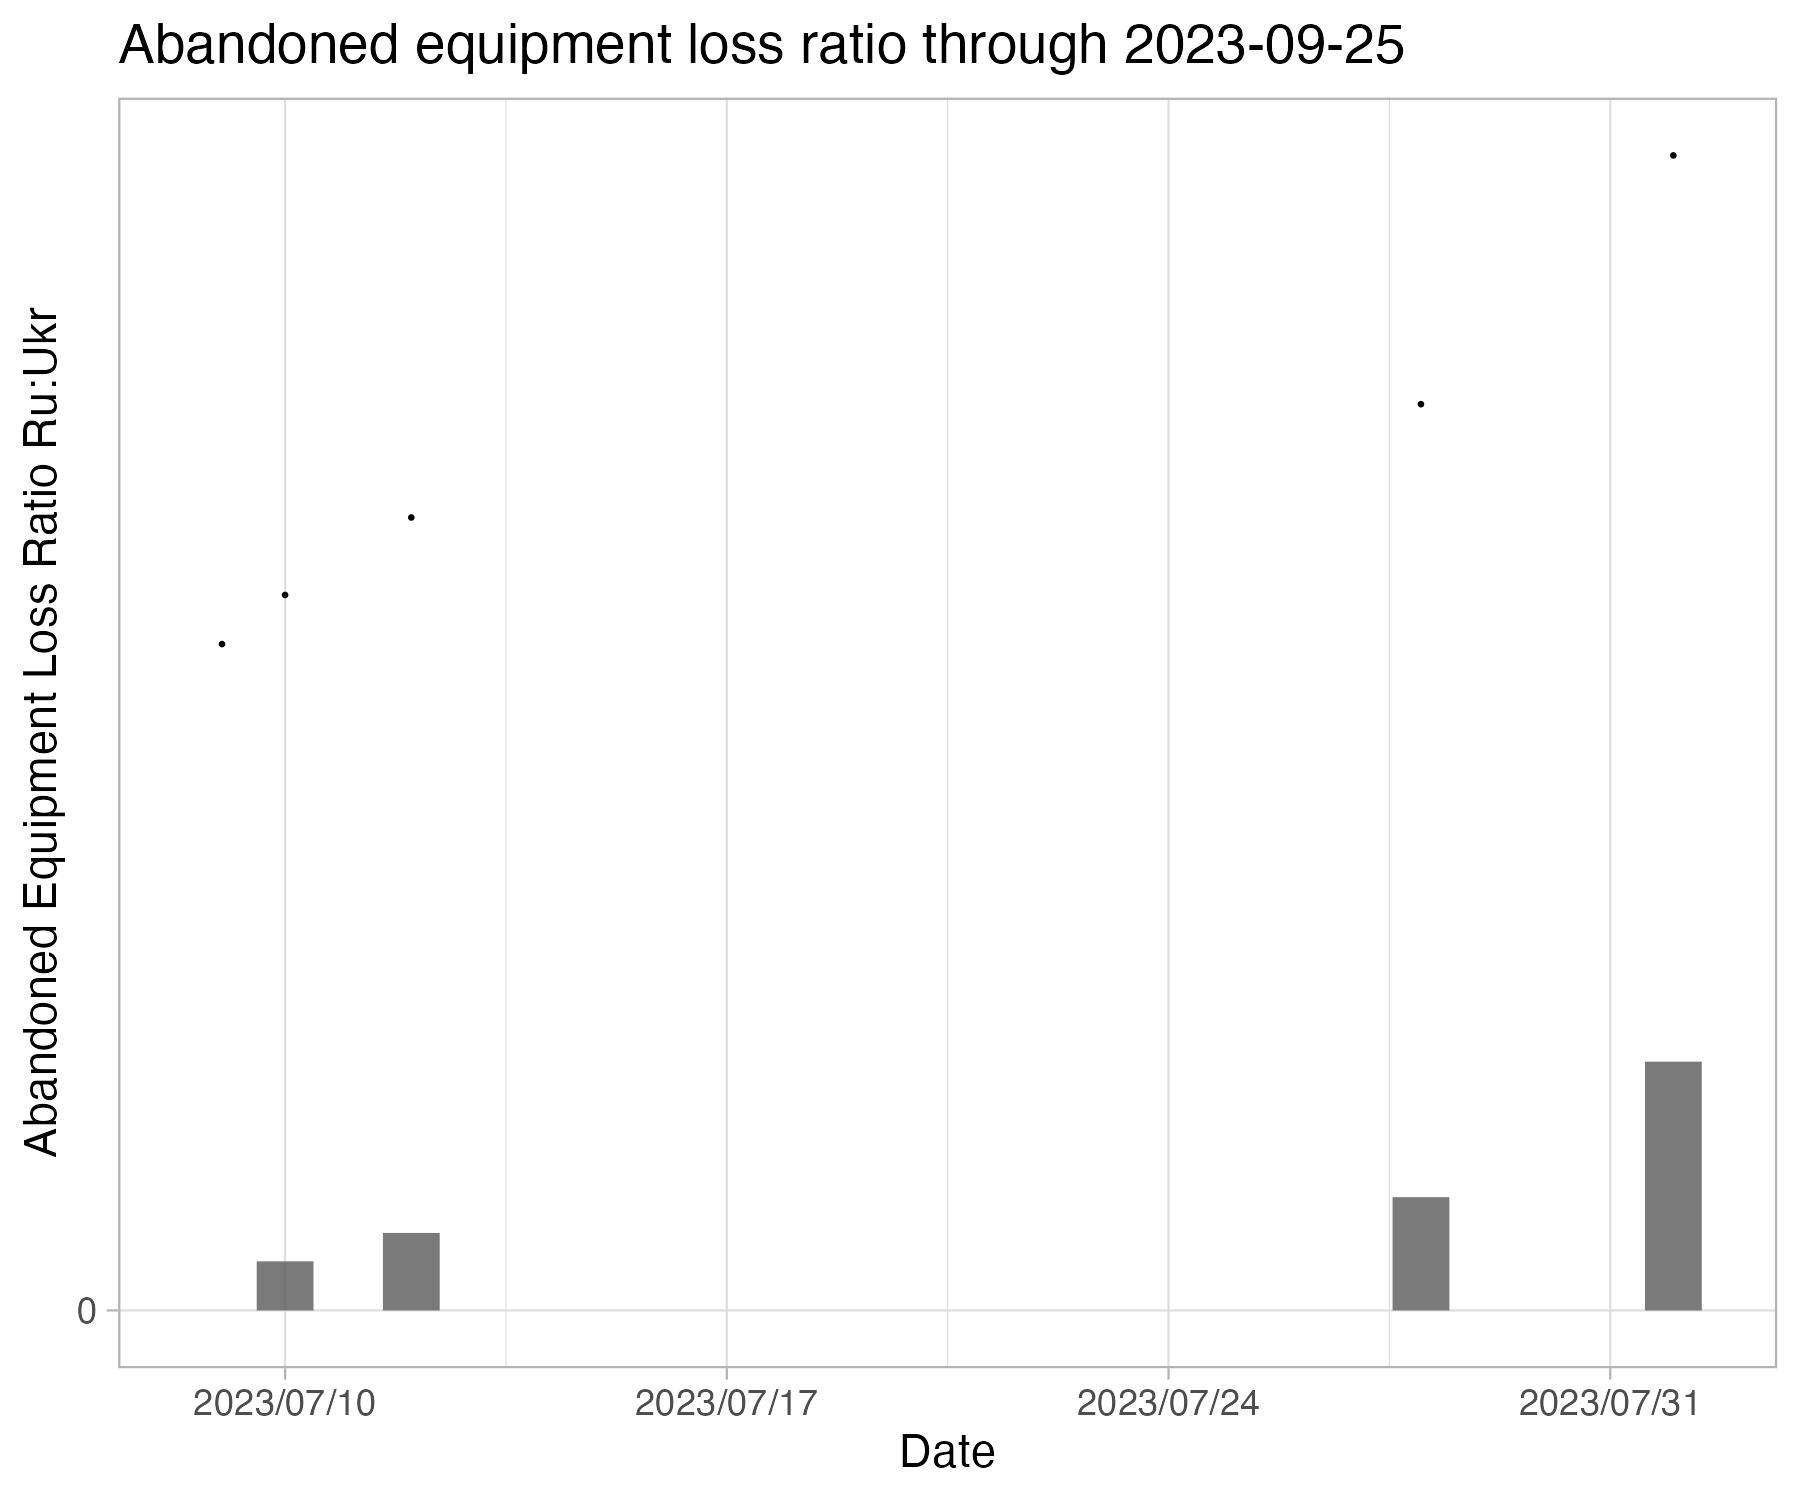 Abandoned equipment loss ratio through 2023-09-25
Abandoned Equipment Loss Ratio Ru:Ukr
0
2023/07/10 2023/07/17 2023/07/24 2023/07/31
Date